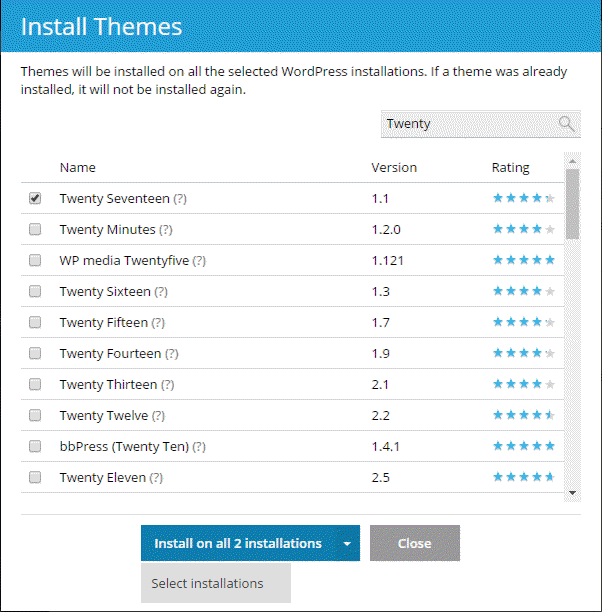 Install Themes
Themes will be installed on all the selected WordPress installations. If a theme was already
installed, it will not be installed again.
Twenty
Name Version Rating
Twenty Seventeen (?) 1.1
Twenty Minutes (?) 1.2.0
WP media Twentyfive (?) 1.121
Twenty Sixteen (?) 1.3
Twenty Fifteen (?) 1.7
Twenty Fourteen (?) 1.9
Twenty Thirteen (?) 2.1
Twenty Twelve (?) 2.2
bbPress (Twenty Ten) (?) 1.4.1
Twenty Eleven (?) 2.5
Install on all 2 installations Close
Select installations